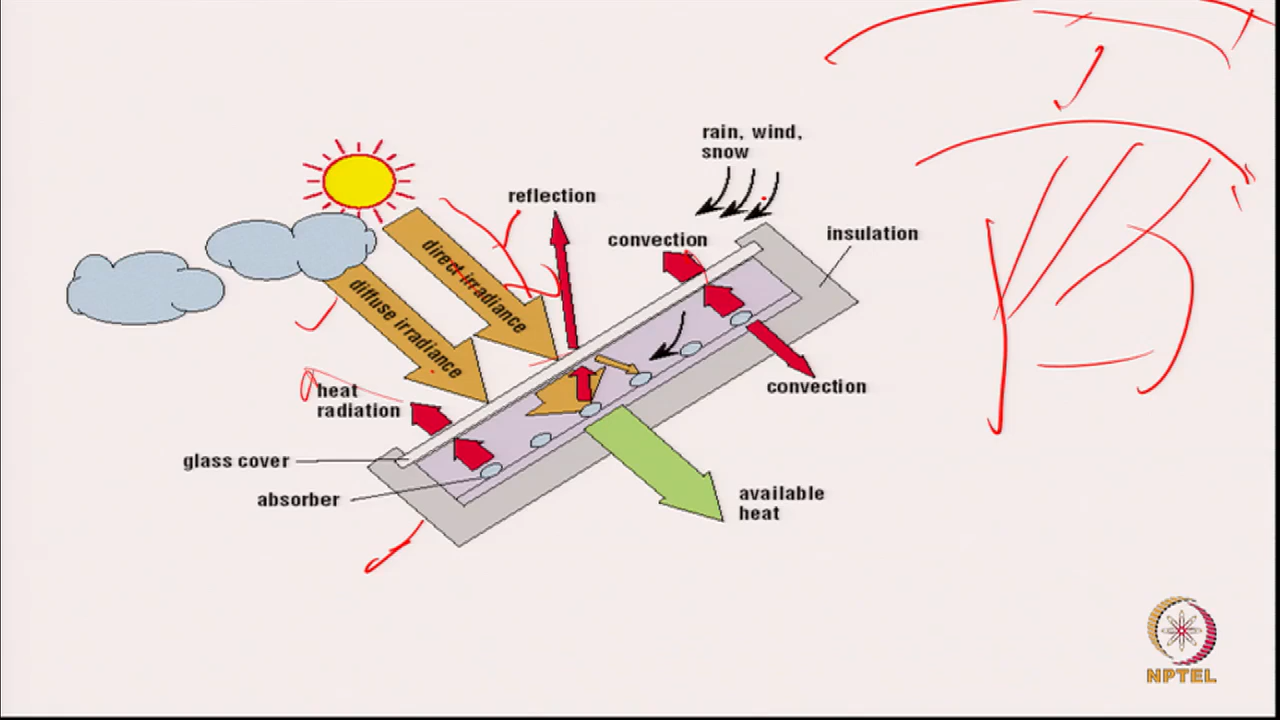 rain, wind,
snow
reflection
convection
insulation
direct irradiance
diffuse irradiance
heat
radiation
convection
glass cover
absorber
available
heat
NPTEL